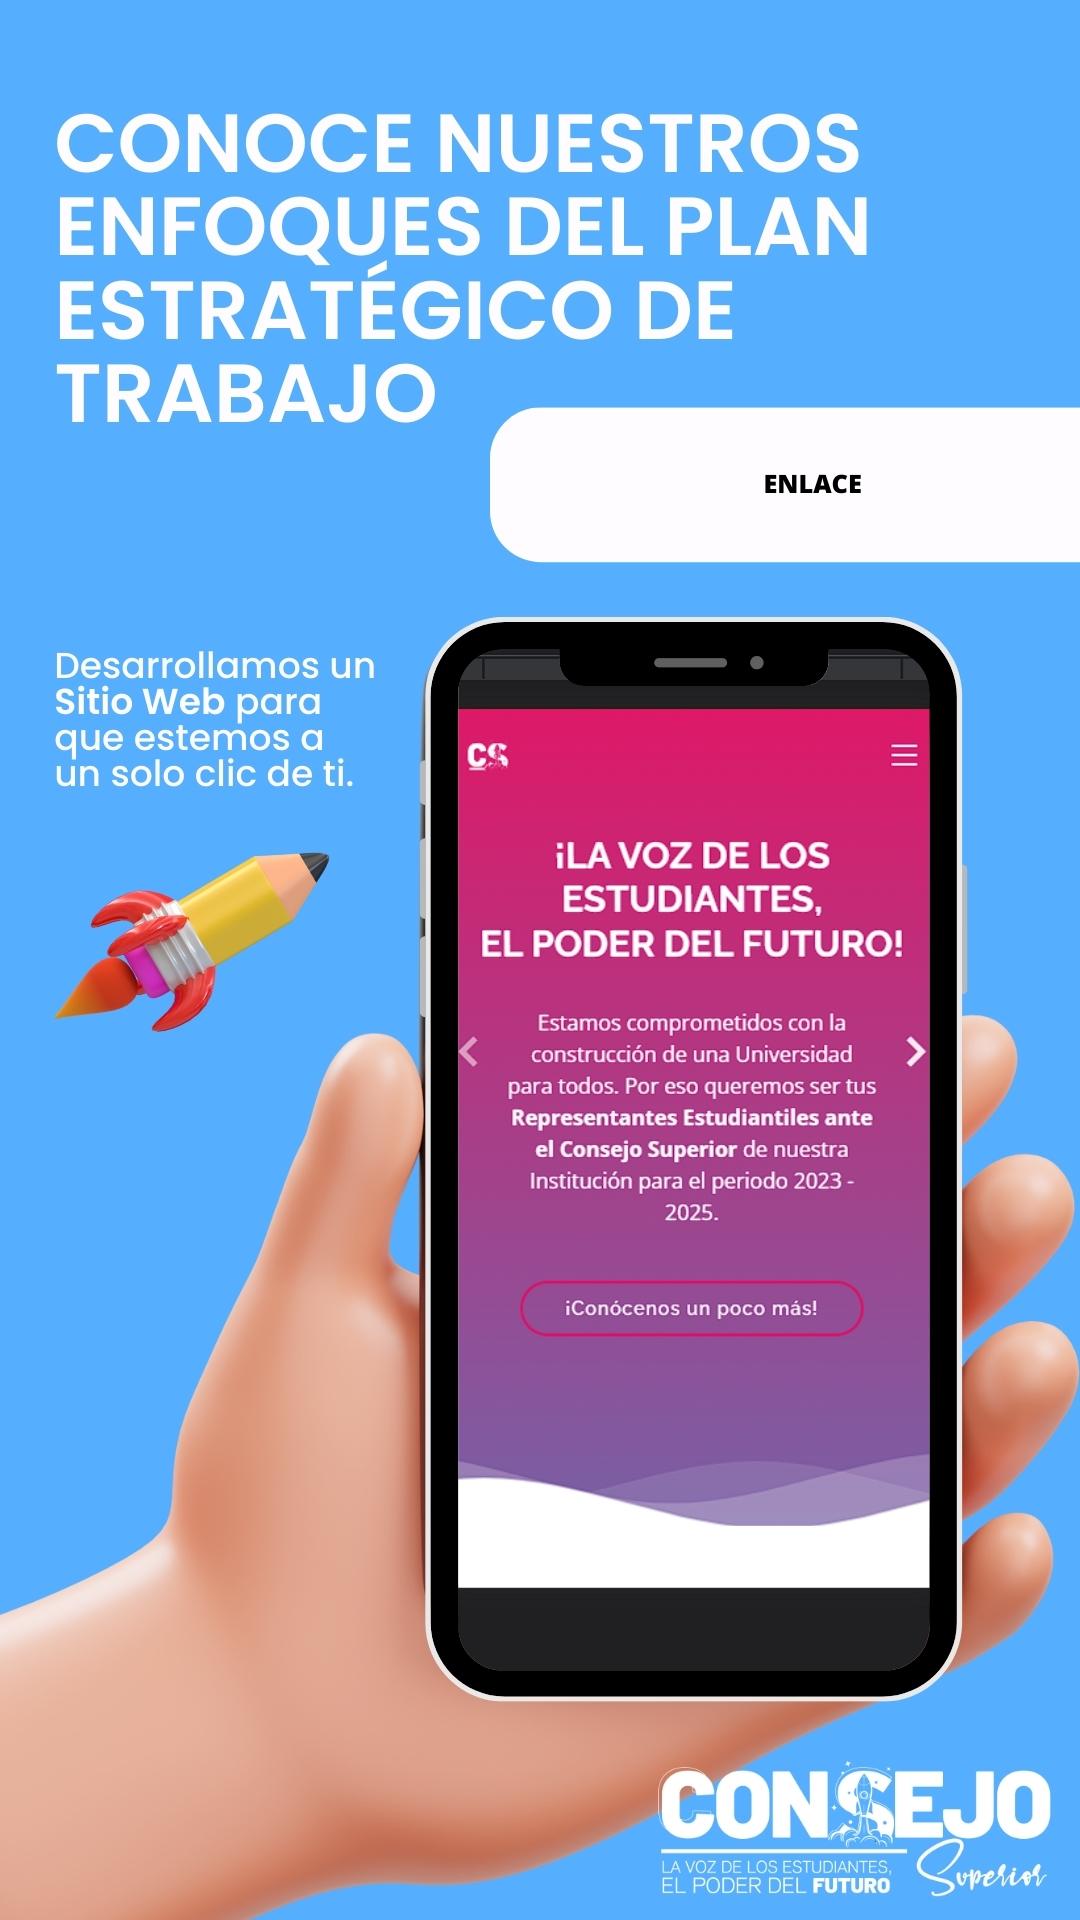 CONOCE NUESTROS
ENFOQUES DEL PLAN
ESTRATÉGICO DE
TRABAJO
ENLACE
Desarrollamos un
Sitio Web para
que estemos a
un solo clic de ti.
CS
¡LA VOZ DE LOS
ESTUDIANTES,
EL PODER DEL FUTURO!
Estamos comprometidos con la
construcción de una Universidad
para todos. Por eso queremos ser tus
Representantes Estudiantiles ante
el Consejo Superior de nuestra
Institución para el periodo 2023 -
2025.
¡Conócenos un poco más!
CONSEJO
Superior
LA VOZ DE LOS ESTUDIANTES,
EL PODER DEL FUTURO